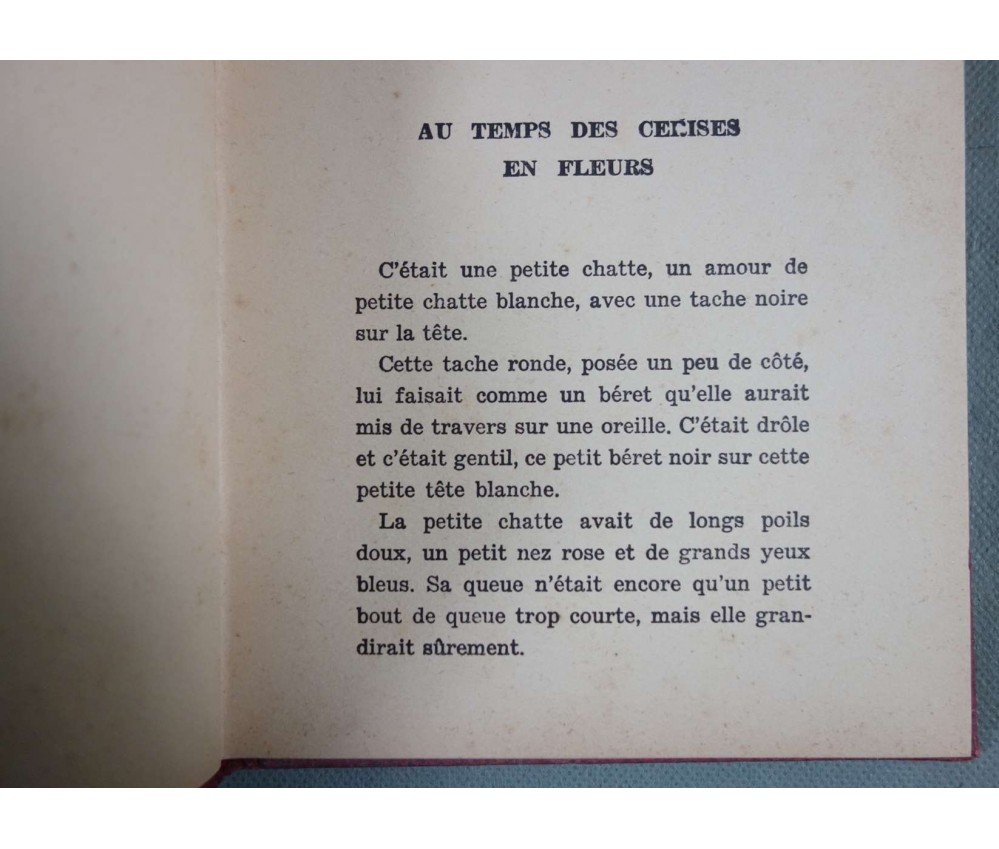 AU TEMPS DES CERISES
EN FLEURS
C'était une petite chatte, un amour de
petite chatte blanche, avec une tache noire
sur la tête.
Cette tache ronde, posée un peu de côté,
lui faisait comme un béret qu'elle aurait
mis de travers sur une oreille. C'était drôle
et c'était gentil, ce petit béret noir sur cette
petite tête blanche.
La petite chatte avait de longs poils
doux, un petit nez rose et de grands yeux
bleus. Sa queue n'était encore qu'un petit
bout de queue trop courte, mais elle gran-
dirait sûrement.